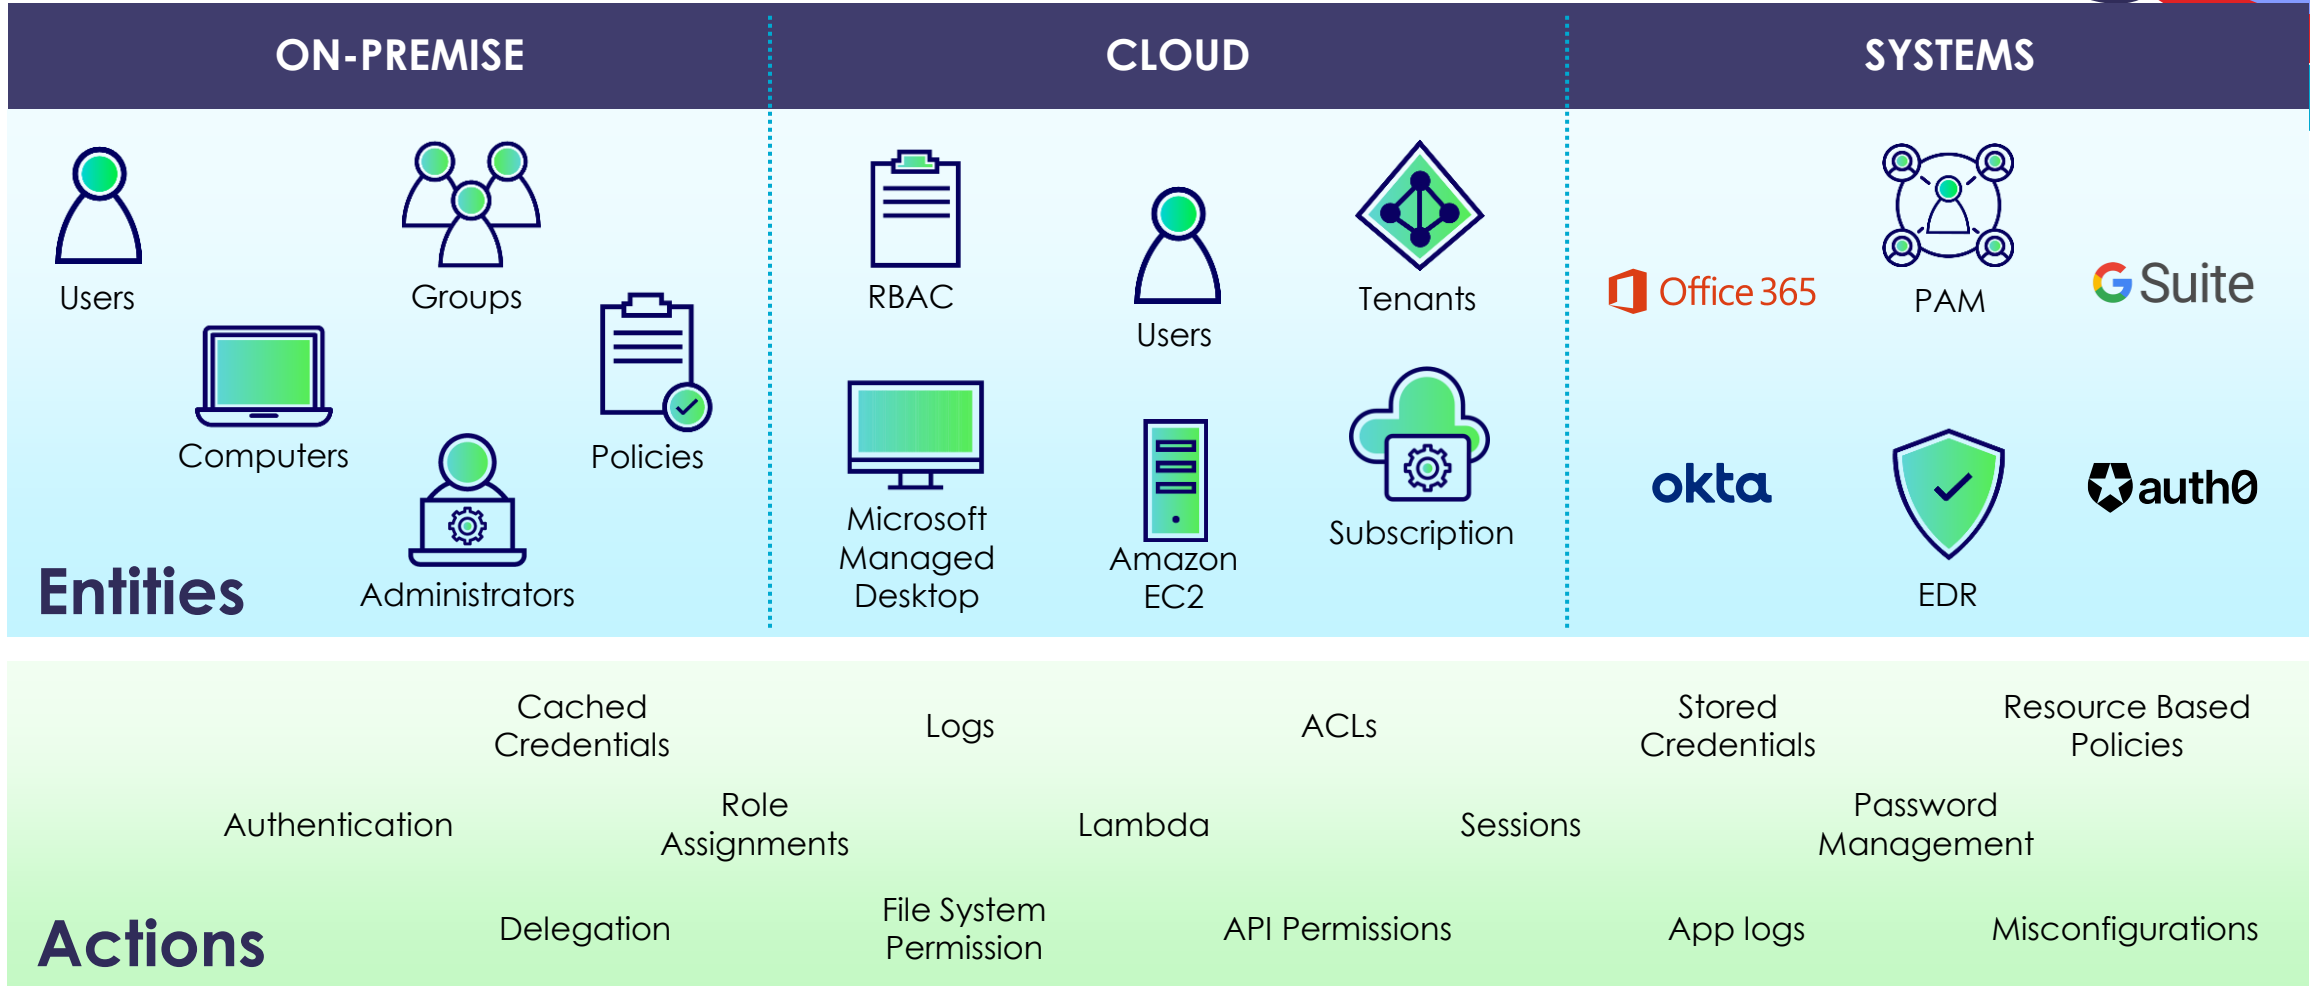 ON-PREMISE
CLOUD
SYSTEMS
Users
Groups
Computers
Policies
Administrators
Entities
RBAC
Users
Tenants
Microsoft
Managed
Desktop
Amazon
EC2
Subscription
Office 365
PAM
G Suite
okta
EDR
auth0
Cached
Credentials
Logs
ACLs
Stored
Credentials
Resource Based
Policies
Authentication
Role
Assignments
Lambda
Sessions
Password
Management
Actions
Delegation
File System
Permission
API Permissions
App logs
Misconfigurations